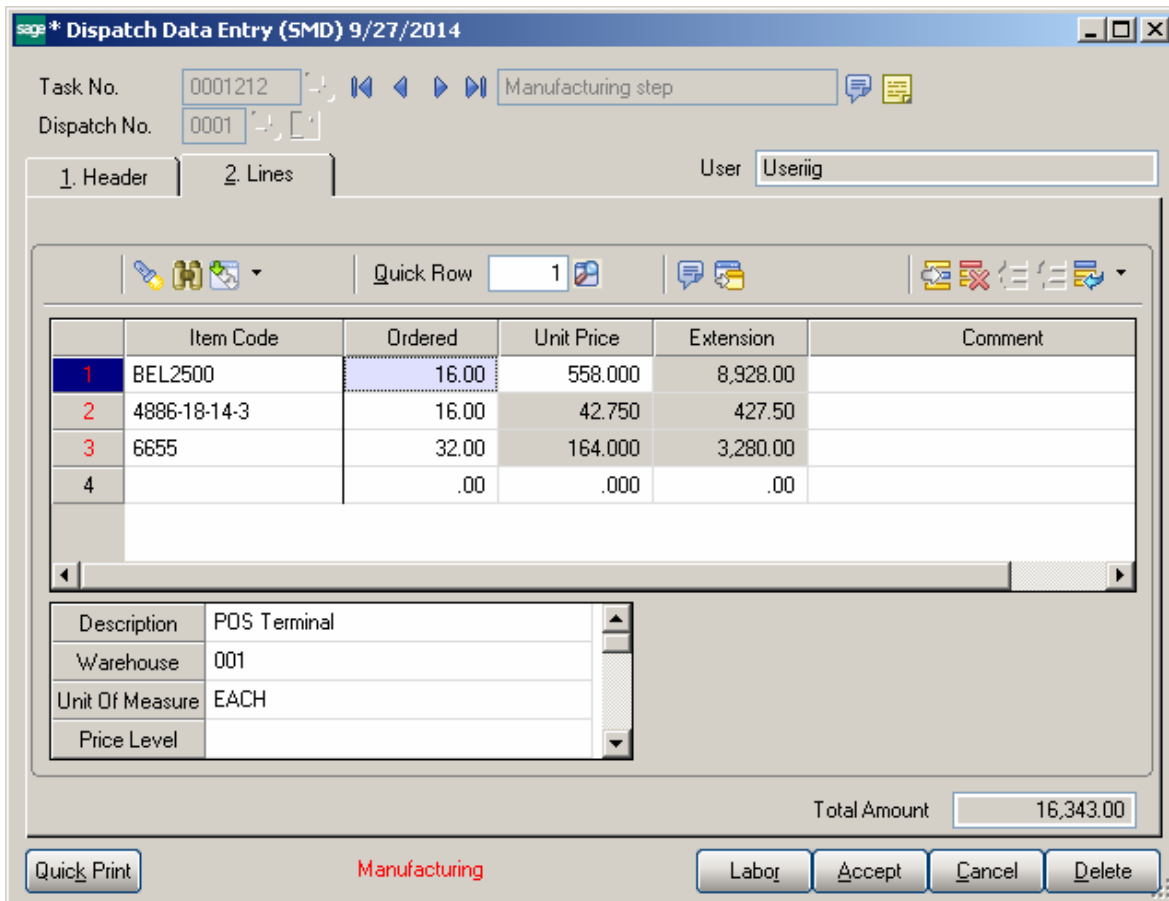 sage * Dispatch Data Entry (SMD) 9/27/2014
Task No. 0001212 Manufacturing step
Dispatch No. 0001
1. Header 2. Lines User Useriig
Quick Row 1
Item Code Ordered Unit Price Extension Comment
1 BEL2500 16.00 558.000 8,928.00
2 4886-18-14-3 16.00 42.750 427.50
3 6655 32.00 164.000 3,280.00
4 .00 .000 .00
Description POS Terminal
Warehouse 001
Unit Of Measure EACH
Price Level
Total Amount 16,343.00
Quick Print Manufacturing Labor Accept Cancel Delete